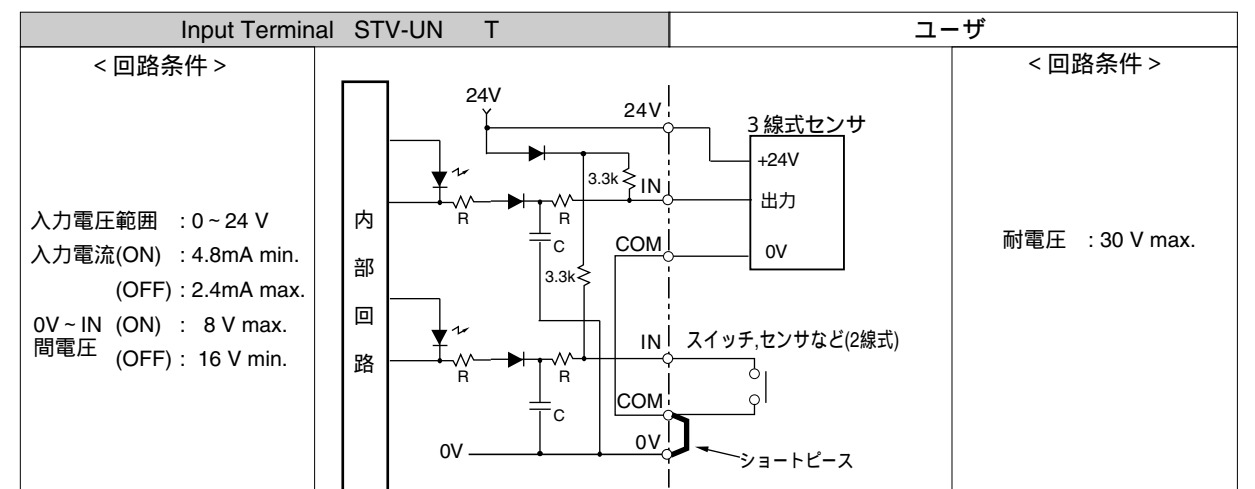 Input Terminal STV-UN T
ユーザ
<回路条件>
入力電圧範囲 : 0~24 V
入力電流(ON) : 4.8mA min.
(OFF) : 2.4mA max.
0V~IN (ON) : 8 V max.
間電圧
(OFF) : 16 V min.
内部回路
24V
24V
3.3k
IN
R
R
C
COM
3.3k
IN
R
R
C
COM
0V
0V
3線式センサ
+24V
出力
0V
スイッチ,センサなど(2線式)
ショートピース
<回路条件>
耐電圧 : 30 V max.